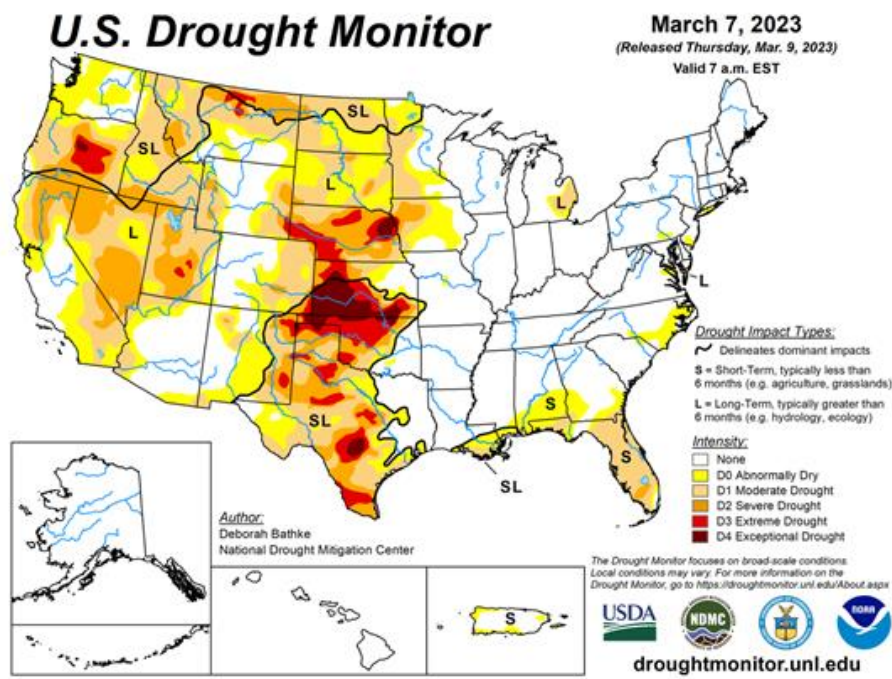 U.S. Drought Monitor
March 7, 2023
(Released Thursday, Mar. 9, 2023)
Valid 7 a.m. EST
SL
SL
L
L
L
L
SL
S
S
SL
Drought Impact Types:
Delineates dominant impacts
S = Short-Term, typically less than
6 months (e.g. agriculture, grasslands)
L = Long-Term, typically greater than
6 months (e.g. hydrology, ecology)
Intensity:
None
D0 Abnormally Dry
D1 Moderate Drought
D2 Severe Drought
D3 Extreme Drought
D4 Exceptional Drought
Author:
Deborah Bathke
National Drought Mitigation Center
The Drought Monitor focuses on broad-scale conditions.
Local conditions may vary. For more information on the
Drought Monitor, go to https://droughtmonitor.unl.edu/About.aspx
S
USDA
NDMC
NOAA
droughtmonitor.unl.edu